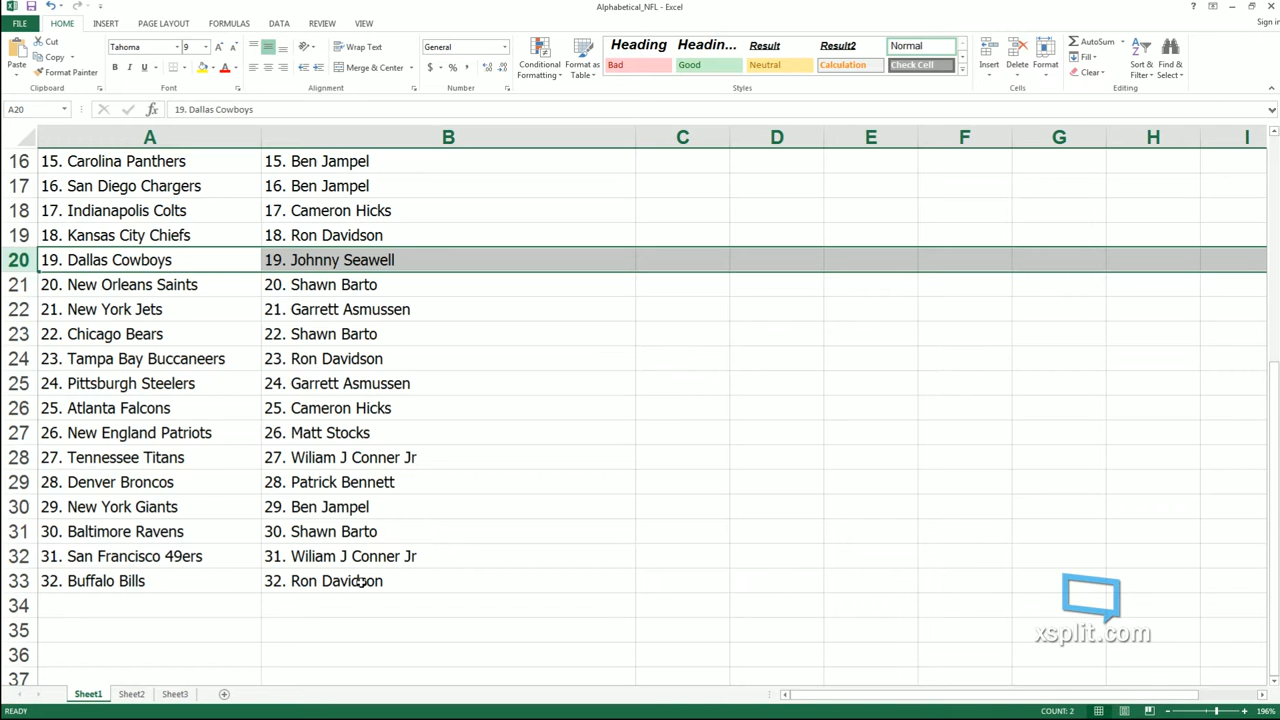 Alphabetical_NFL - Excel
Sign in
FILE HOME INSERT PAGE LAYOUT FORMULAS DATA REVIEW VIEW
Cut
Copy
Format Painter
Paste
Clipboard
Tahoma 9
B I U
Font
Wrap Text
Merge & Center
Alignment
General
$ % ,
Number
Conditional Formatting
Format as Table
Heading Headin... Result Result2 Normal
Bad Good Neutral Calculation Check Cell
Styles
Insert Delete Format
Cells
AutoSum
Fill
Clear
Sort & Filter
Find & Select
Editing
A20 fx 19. Dallas Cowboys
A B C D E F G H I
16 15. Carolina Panthers 15. Ben Jampel
17 16. San Diego Chargers 16. Ben Jampel
18 17. Indianapolis Colts 17. Cameron Hicks
19 18. Kansas City Chiefs 18. Ron Davidson
20 19. Dallas Cowboys 19. Johnny Seawell
21 20. New Orleans Saints 20. Shawn Barto
22 21. New York Jets 21. Garrett Asmussen
23 22. Chicago Bears 22. Shawn Barto
24 23. Tampa Bay Buccaneers 23. Ron Davidson
25 24. Pittsburgh Steelers 24. Garrett Asmussen
26 25. Atlanta Falcons 25. Cameron Hicks
27 26. New England Patriots 26. Matt Stocks
28 27. Tennessee Titans 27. Wiliam J Conner Jr
29 28. Denver Broncos 28. Patrick Bennett
30 29. New York Giants 29. Ben Jampel
31 30. Baltimore Ravens 30. Shawn Barto
32 31. San Francisco 49ers 31. Wiliam J Conner Jr
33 32. Buffalo Bills 32. Ron Davidson
34
35
36
37
xsplit.com
Sheet1 Sheet2 Sheet3
READY COUNT: 2 196%